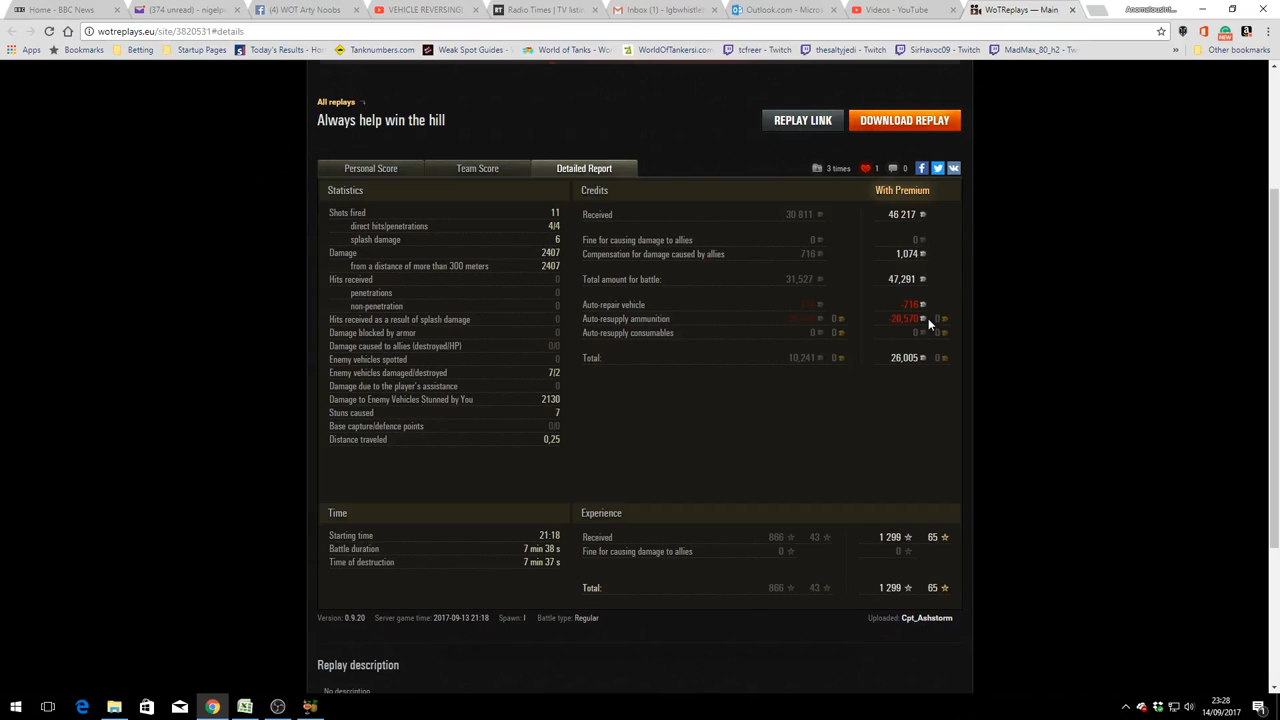 Home - BBC News
(374 unread) - nigelp
(4) WOT Arty Noobs
VEHICLE REVERSING!
Radio Times | TV listin
Inbox (1) - lgbwhistle
Outlook.com - Micros
Videos - YouTube
WoTReplays — Main
wotreplays.eu/site/3820531#details
Apps
Bookmarks
Betting
Startup Pages
Today's Results - Hom
Tanknumbers.com
Weak Spot Guides -
World of Tanks - Wor
WorldOfTankers.com
tcfreer - Twitch
thesaltyjedi - Twitch
SirHavoc09 - Twitch
MadMax_80_h2 - Twi
Other bookmarks
All replays
Always help win the hill
REPLAY LINK
DOWNLOAD REPLAY
Personal Score
Team Score
Detailed Report
3 times
1
0
Statistics
Shots fired 11
direct hits/penetrations 4/4
splash damage 6
Damage 2407
from a distance of more than 300 meters 2407
Hits received 0
penetrations 0
non-penetration 0
Hits received as a result of splash damage 0
Damage blocked by armor 0
Damage caused to allies (destroyed/HP) 0/0
Enemy vehicles spotted 0
Enemy vehicles damaged/destroyed 7/2
Damage due to the player's assistance 0
Damage to Enemy Vehicles Stunned by You 2130
Stuns caused 7
Base capture/defence points 0/0
Distance traveled 0,25
Credits With Premium
Received 30 811 46 217
Fine for causing damage to allies 0 0
Compensation for damage caused by allies 716 1,074
Total amount for battle: 31,527 47,291
Auto-repair vehicle -716
Auto-resupply ammunition 0 -20,570 0
Auto-resupply consumables 0 0 0 0
Total: 10,241 0 26,005 0
Time
Starting time 21:18
Battle duration 7 min 38 s
Time of destruction 7 min 37 s
Experience
Received 866 43 1 299 65
Fine for causing damage to allies 0 0
Total: 866 43 1 299 65
Version: 0.9.20 Server game time: 2017-09-13 21:18 Spawn: I Battle type: Regular Uploaded: Cpt_Ashstorm
Replay description
No description
23:28
14/09/2017